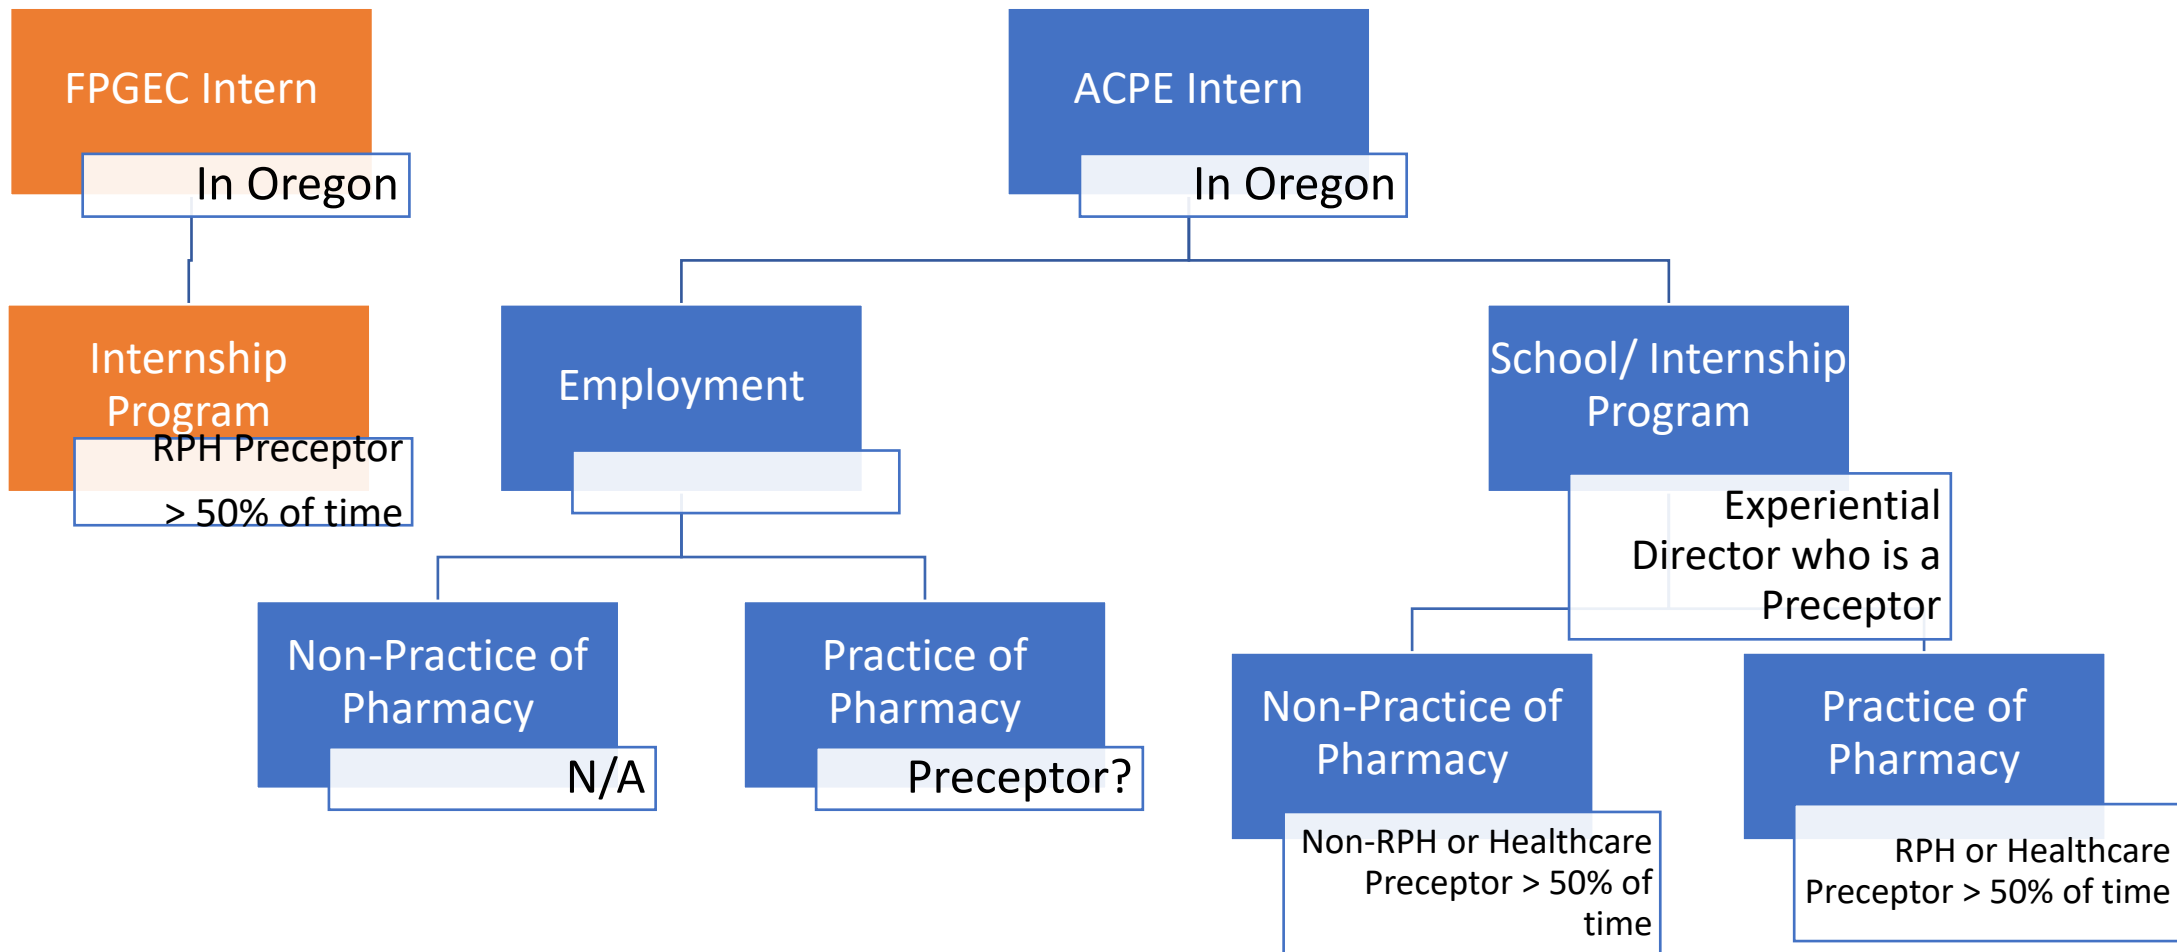 FPGEC Intern
In Oregon
ACPE Intern
In Oregon
Internship
Program
RPH Preceptor
> 50% of time
Employment
School/ Internship
Program
Experiential
Director who is a
Preceptor
Non-Practice of
Pharmacy
N/A
Practice of
Pharmacy
Preceptor?
Non-Practice of
Pharmacy
Non-RPH or Healthcare
Preceptor > 50% of
time
Practice of
Pharmacy
RPH or Healthcare
Preceptor > 50% of time